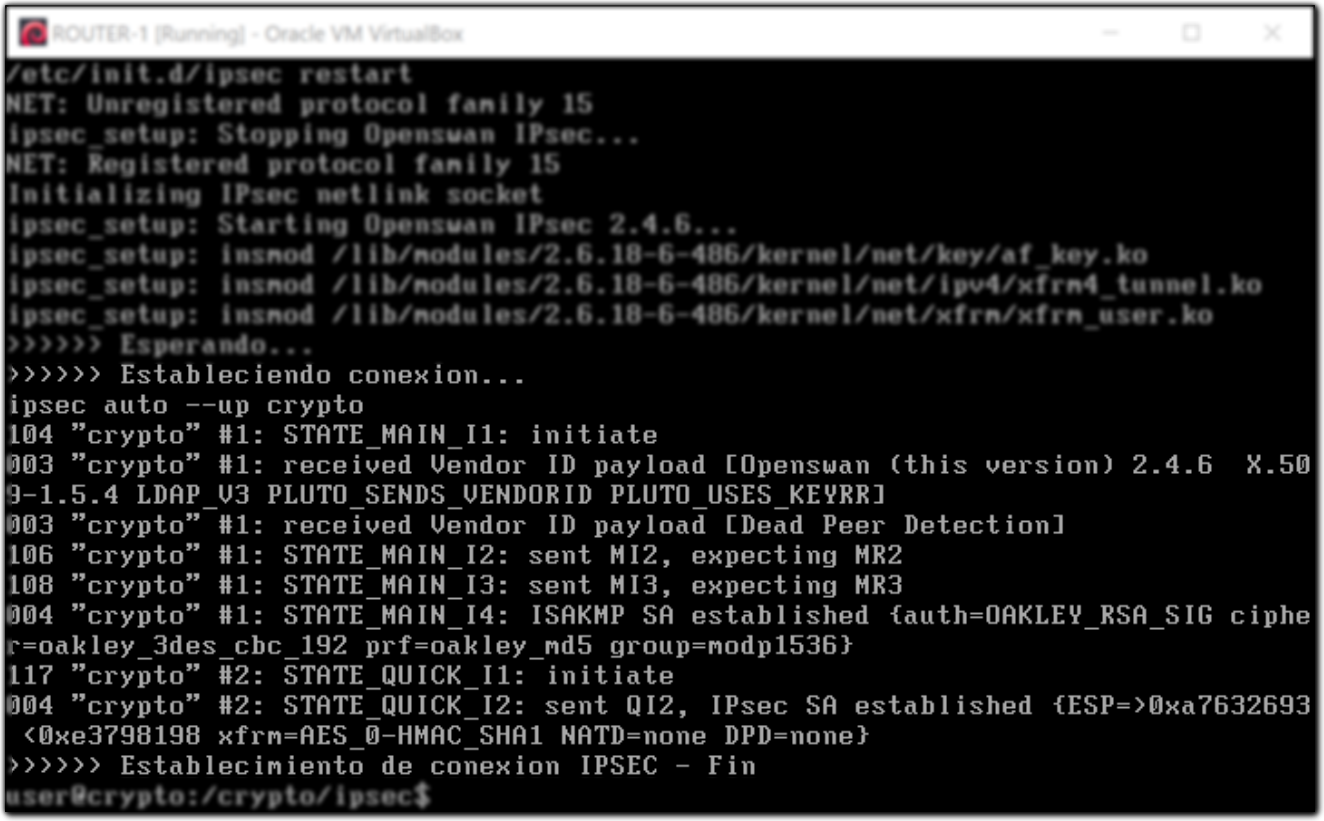 ROUTER-1 [Running] - Oracle VM VirtualBox
/etc/init.d/ipsec restart
NET: Unregistered protocol family 15
ipsec_setup: Stopping Openswan IPsec...
NET: Registered protocol family 15
Initializing IPsec netlink socket
ipsec_setup: Starting Openswan IPsec 2.4.6...
ipsec_setup: insmod /lib/modules/2.6.18-6-486/kernel/net/key/af_key.ko
ipsec_setup: insmod /lib/modules/2.6.18-6-486/kernel/net/ipv4/xfrm4_tunnel.ko
ipsec_setup: insmod /lib/modules/2.6.18-6-486/kernel/net/xfrm/xfrm_user.ko
>>>>>> Esperando...
>>>>>> Estableciendo conexion...
ipsec auto --up crypto
104 "crypto" #1: STATE_MAIN_I1: initiate
003 "crypto" #1: received Vendor ID payload [Openswan (this version) 2.4.6  X.50
9-1.5.4 LDAP_V3 PLUTO_SENDS_VENDORID PLUTO_USES_KEYRR]
003 "crypto" #1: received Vendor ID payload [Dead Peer Detection]
106 "crypto" #1: STATE_MAIN_I2: sent MI2, expecting MR2
108 "crypto" #1: STATE_MAIN_I3: sent MI3, expecting MR3
004 "crypto" #1: STATE_MAIN_I4: ISAKMP SA established {auth=OAKLEY_RSA_SIG ciphe
r=oakley_3des_cbc_192 prf=oakley_md5 group=modp1536}
117 "crypto" #2: STATE_QUICK_I1: initiate
004 "crypto" #2: STATE_QUICK_I2: sent QI2, IPsec SA established {ESP=>0xa7632693
 <0xe3798198 xfrm=AES_0-HMAC_SHA1 NATD=none DPD=none}
>>>>>> Establecimiento de conexion IPSEC - Fin
user@crypto:/crypto/ipsec$